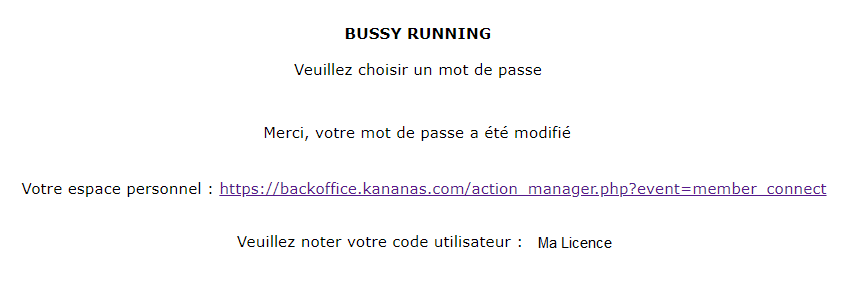 BUSSY RUNNING
Veuillez choisir un mot de passe
Merci, votre mot de passe a été modifié
Votre espace personnel : https://backoffice.kananas.com/action_manager.php?event=member_connect
Veuillez noter votre code utilisateur : Ma Licence